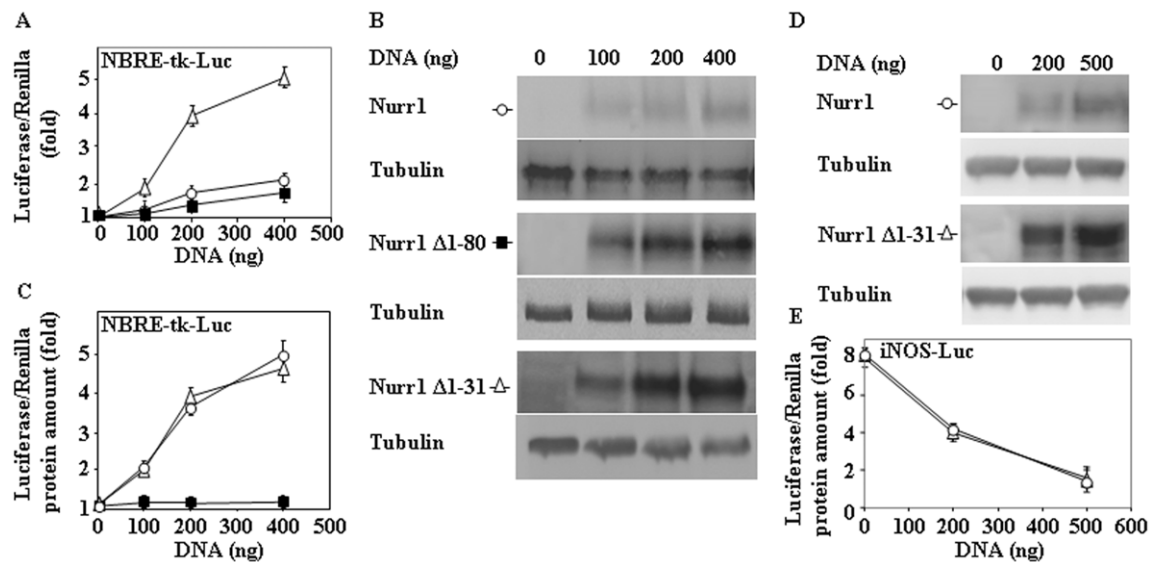 A
NBRE-tk-Luc
Luciferase/Renilla
(fold)
5
4
3
2
1
0 100 200 300 400 500
DNA (ng)
B
DNA (ng) 0 100 200 400
Nurr1
Tubulin
Nurr1 Δ1-80
Tubulin
Nurr1 Δ1-31
Tubulin
C
NBRE-tk-Luc
Luciferase/Renilla
protein amount (fold)
5
4
3
2
1
0 100 200 300 400 500
DNA (ng)
D
DNA (ng) 0 200 500
Nurr1
Tubulin
Nurr1 Δ1-31
Tubulin
E
iNOS-Luc
Luciferase/Renilla
protein amount (fold)
8
6
4
2
0
0 100 200 300 400 500 600
DNA (ng)